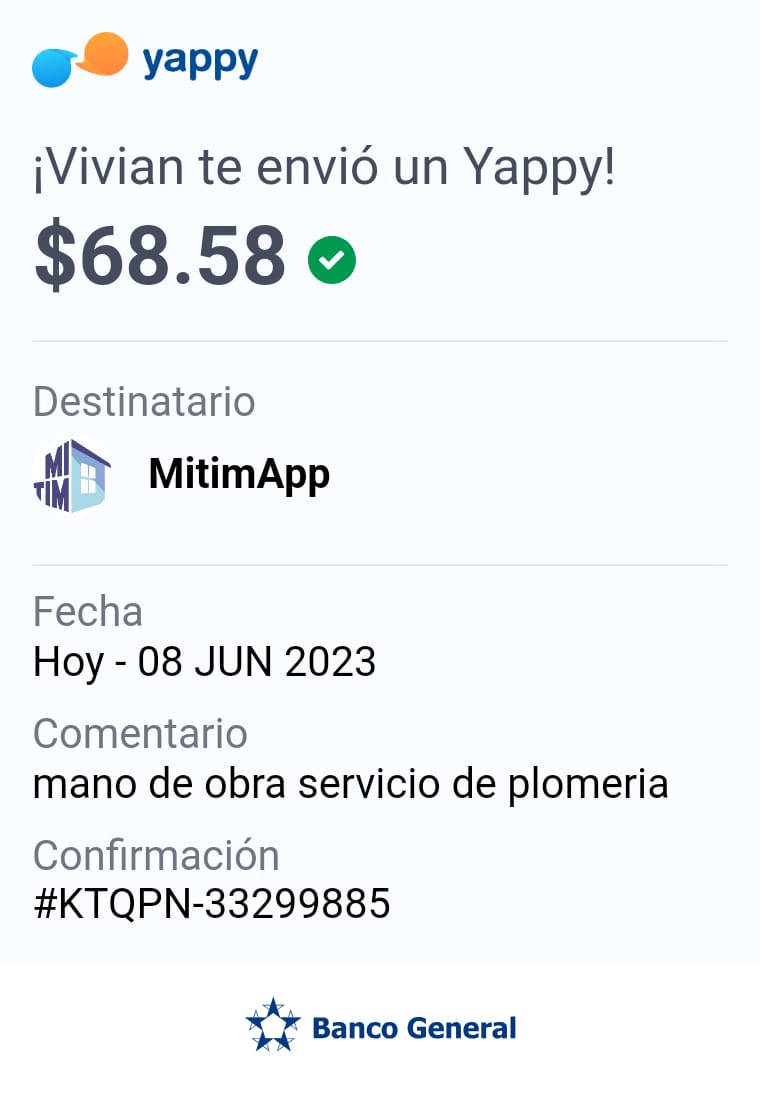 yappy
¡Vivian te envió un Yappy!
$68.58
Destinatario
MI
TIM
MitimApp
Fecha
Hoy - 08 JUN 2023
Comentario
mano de obra servicio de plomeria
Confirmación
#KTQPN-33299885
Banco General